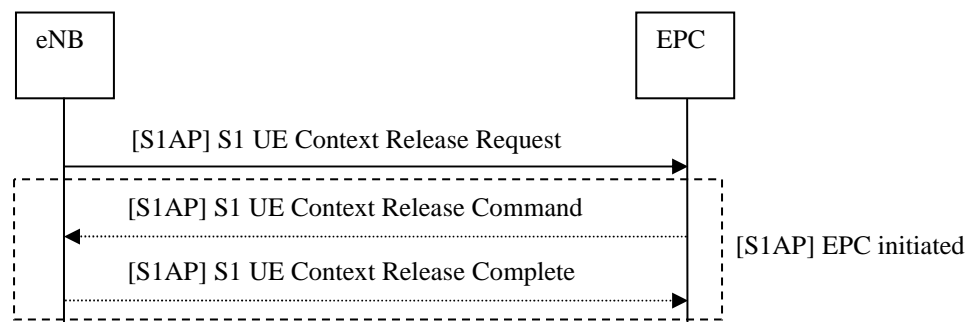 eNB
EPC
[S1AP] S1 UE Context Release Request
[S1AP] S1 UE Context Release Command
[S1AP] EPC initiated
[S1AP] S1 UE Context Release Complete